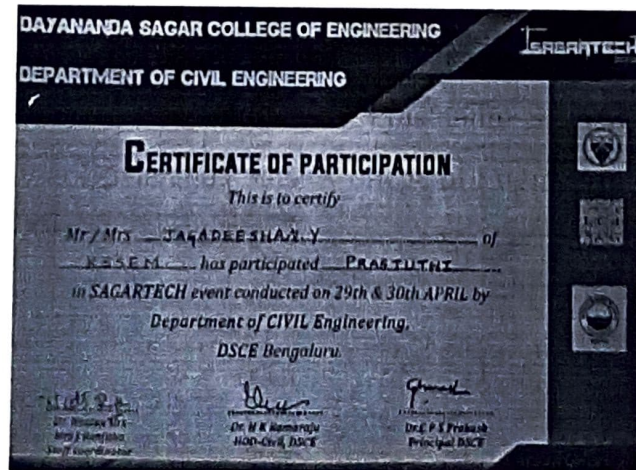 DAYANANDA SAGAR COLLEGE OF ENGINEERING
SAGARTECH
DEPARTMENT OF CIVIL ENGINEERING
CERTIFICATE OF PARTICIPATION
This is to certify
Mr / Mrs JAGADEESHA.Y of
KSSEM has participated PRASTUTHI
in SAGARTECH event conducted on 29th & 30th APRIL by
Department of CIVIL Engineering,
DSCE Bengaluru.
Dr. H K Ramaraju
HOD-Civil, DSCE
Dr. C P S Prakash
Principal DSCE